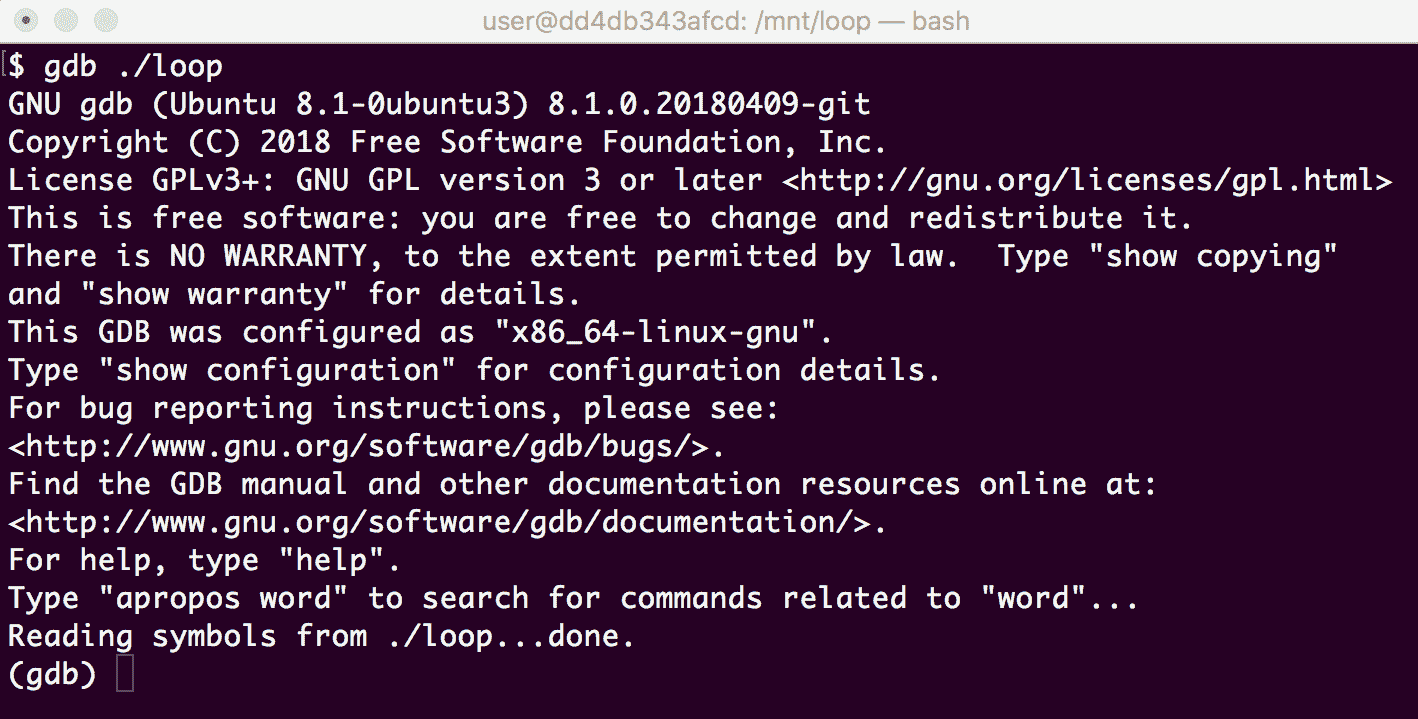 user@dd4db343afcd: /mnt/loop — bash
[$ gdb ./loop
GNU gdb (Ubuntu 8.1-0ubuntu3) 8.1.0.20180409-git
Copyright (C) 2018 Free Software Foundation, Inc.
License GPLv3+: GNU GPL version 3 or later <http://gnu.org/licenses/gpl.html>
This is free software: you are free to change and redistribute it.
There is NO WARRANTY, to the extent permitted by law.  Type "show copying"
and "show warranty" for details.
This GDB was configured as "x86_64-linux-gnu".
Type "show configuration" for configuration details.
For bug reporting instructions, please see:
<http://www.gnu.org/software/gdb/bugs/>.
Find the GDB manual and other documentation resources online at:
<http://www.gnu.org/software/gdb/documentation/>.
For help, type "help".
Type "apropos word" to search for commands related to "word"...
Reading symbols from ./loop...done.
(gdb)